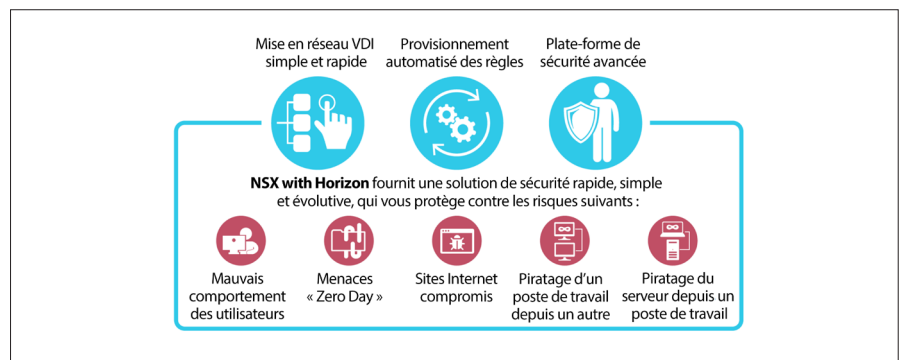 Mise en réseau VDI
simple et rapide
Provisionnement
automatisé des règles
Plate-forme de
sécurité avancée
NSX with Horizon fournit une solution de sécurité rapide, simple
et évolutive, qui vous protège contre les risques suivants :
Mauvais
comportement
des utilisateurs
Menaces
« Zero Day »
Sites Internet
compromis
Piratage d'un
poste de travail
depuis un autre
Piratage du
serveur depuis un
poste de travail